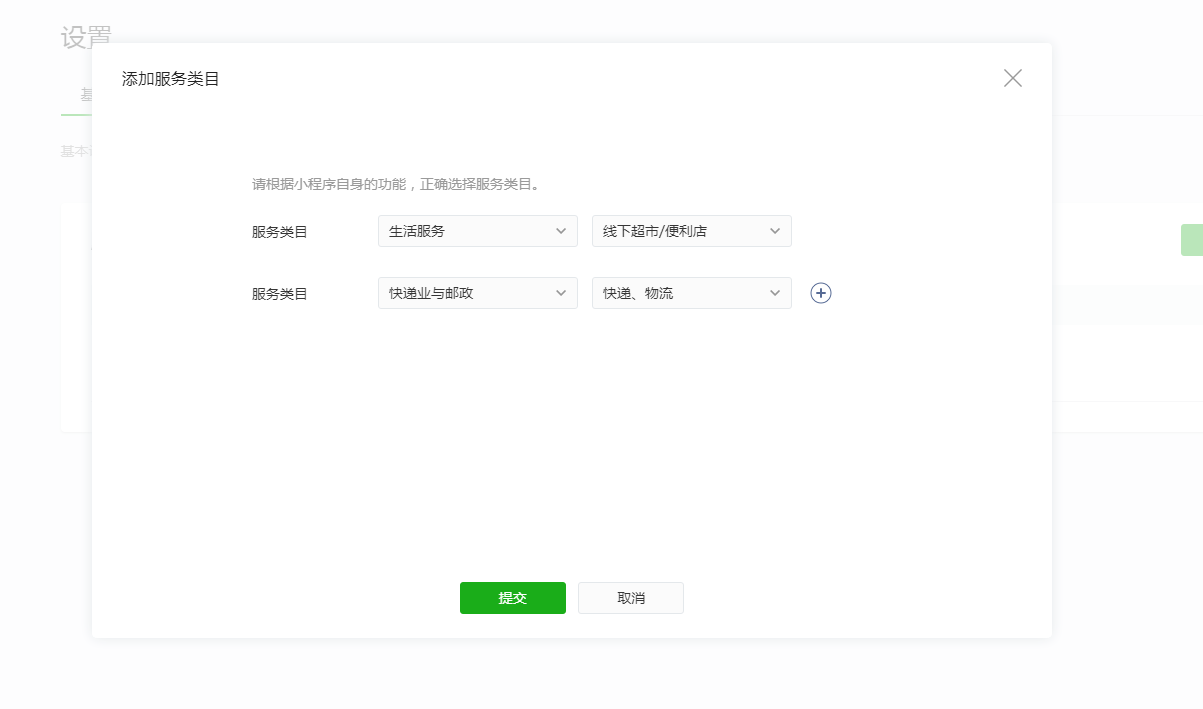 设置
基
基本
添加服务类目
请根据小程序自身的功能，正确选择服务类目。
服务类目 生活服务 线下超市/便利店
服务类目 快递业与邮政 快递、物流
提交 取消